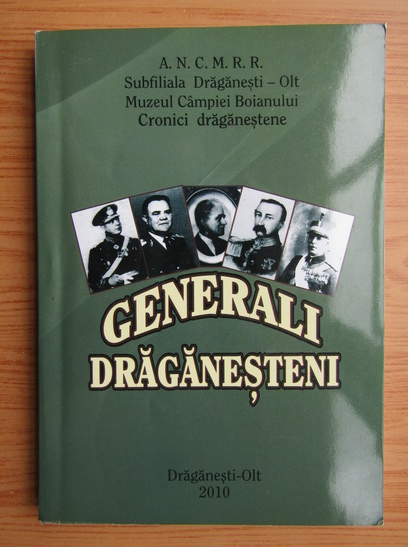 A. N. C. M. R. R.
Subfiliala Drăgănești – Olt
Muzeul Câmpiei Boianului
Cronici drăgăneștene
GENERALI
DRĂGĂNEȘTENI
Drăgănești-Olt
2010